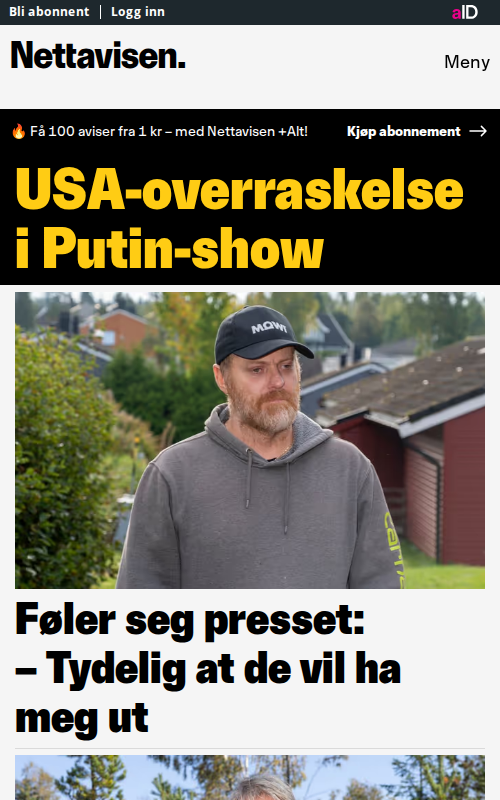 Bli abonnent | Logg inn
aID
Nettavisen.
Meny
🔥 Få 100 aviser fra 1 kr – med Nettavisen +Alt!
Kjøp abonnement →
USA-overraskelse
i Putin-show
MOWI
Føler seg presset:
– Tydelig at de vil ha
meg ut